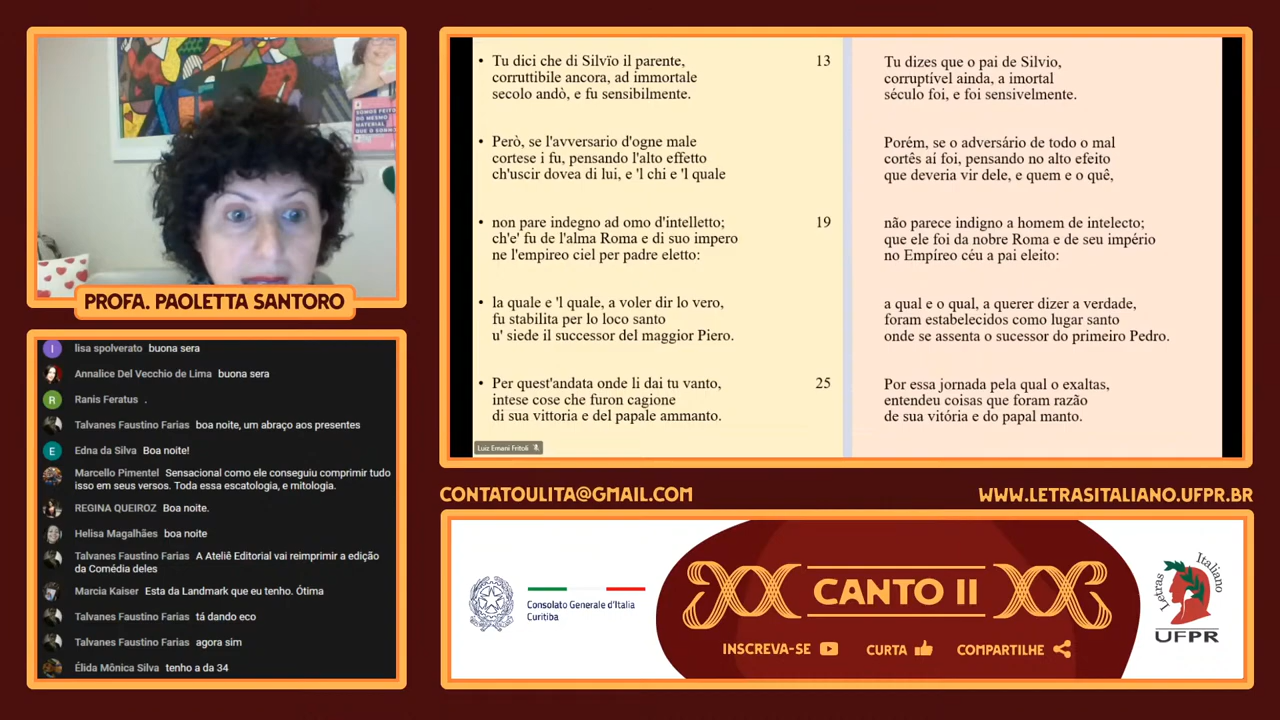 SOMOS FEITOS
DO MESMO
MATERIAL
QUE O SONHO
PROFA. PAOLETTA SANTORO
lisa spolverato buona sera
Annalice Del Vecchio de Lima buona sera
Ranis Feratus .
Talvanes Faustino Farias boa noite, um abraço aos presentes
Edna da Silva Boa noite!
Marcello Pimentel Sensacional como ele conseguiu comprimir tudo
isso em seus versos. Toda essa escatologia, e mitologia.
REGINA QUEIROZ Boa noite.
Helisa Magalhães boa noite
Talvanes Faustino Farias A Ateliê Editorial vai reimprimir a edição
da Comédia deles
Marcia Kaiser Esta da Landmark que eu tenho. Ótima
Talvanes Faustino Farias tá dando eco
Talvanes Faustino Farias agora sim
Élida Mônica Silva tenho a da 34
• Tu dici che di Silvïo il parente, 13
corruttibile ancora, ad immortale
secolo andò, e fu sensibilmente.
• Però, se l'avversario d'ogne male
cortese i fu, pensando l'alto effetto
ch'uscir dovea di lui, e 'l chi e 'l quale
• non pare indegno ad omo d'intelletto; 19
ch'e' fu de l'alma Roma e di suo impero
ne l'empireo ciel per padre eletto:
• la quale e 'l quale, a voler dir lo vero,
fu stabilita per lo loco santo
u' siede il successor del maggior Piero.
• Per quest'andata onde li dai tu vanto, 25
intese cose che furon cagione
di sua vittoria e del papale ammanto.
Luiz Ernani Fritoli
Tu dizes que o pai de Silvio,
corruptível ainda, a imortal
século foi, e foi sensivelmente.
Porém, se o adversário de todo o mal
cortês aí foi, pensando no alto efeito
que deveria vir dele, e quem e o quê,
não parece indigno a homem de intelecto;
que ele foi da nobre Roma e de seu império
no Empíreo céu a pai eleito:
a qual e o qual, a querer dizer a verdade,
foram estabelecidos como lugar santo
onde se assenta o sucessor do primeiro Pedro.
Por essa jornada pela qual o exaltas,
entendeu coisas que foram razão
de sua vitória e do papal manto.
CONTATOULITA@GMAIL.COM
WWW.LETRASITALIANO.UFPR.BR
Consolato Generale d'Italia
Curitiba
CANTO II
INSCREVA-SE
CURTA
COMPARTILHE
Letras Italiano
UFPR